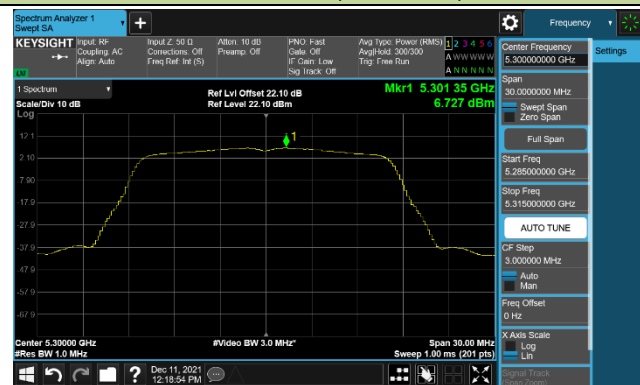 Spectrum Analyzer 1
Swept SA
Frequency
KEYSIGHT
Input: RF
Coupling: AC
Align: Auto
Input Z: 50 Ω
Corrections: Off
Freq Ref: Int (S)
Atten: 10 dB
Preamp: Off
PNO: Fast
Gate: Off
IF Gain: Low
Sig Track: Off
Avg Type: Power (RMS)
Avg|Hold: 300/300
Trig: Free Run
1 2 3 4 5 6
A W W W W W
A N N N N N
LXI
1 Spectrum
Scale/Div 10 dB
Log
Ref Lvl Offset 22.10 dB
Ref Level 22.10 dBm
Mkr1 5.301 35 GHz
6.727 dBm
1
12.1
2.10
-7.90
-17.9
-27.9
-37.9
-47.9
-57.9
-67.9
Center 5.30000 GHz
#Res BW 1.0 MHz
#Video BW 3.0 MHz*
Span 30.00 MHz
Sweep 1.00 ms (201 pts)
Center Frequency
5.300000000 GHz
Settings
Span
30.0000000 MHz
Swept Span
Zero Span
Full Span
Start Freq
5.285000000 GHz
Stop Freq
5.315000000 GHz
AUTO TUNE
CF Step
3.000000 MHz
Auto
Man
Freq Offset
0 Hz
X Axis Scale
Log
Lin
Signal Track
(Span Zoom)
Dec 11, 2021
12:18:54 PM